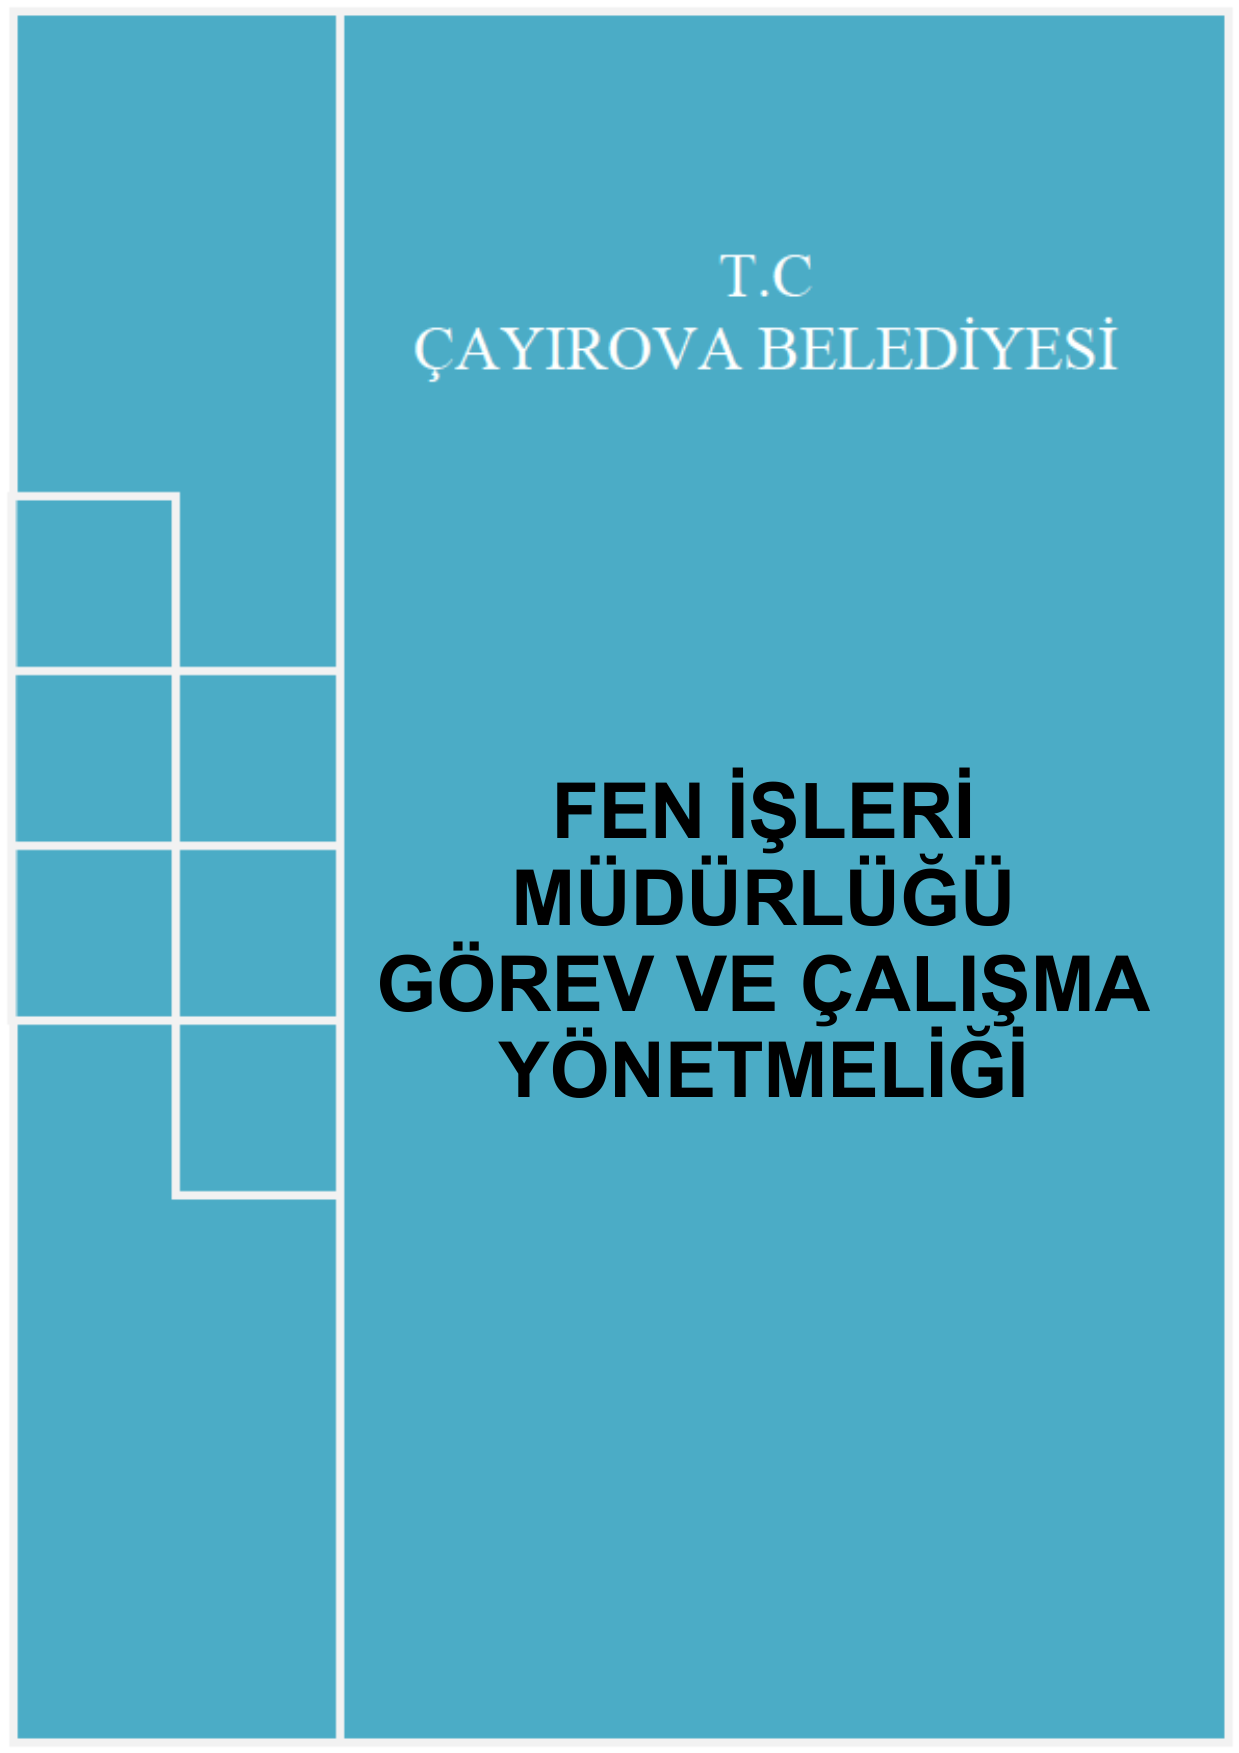 T.C
ÇAYIROVA BELEDİYESİ
FEN İŞLERİ
MÜDÜRLÜĞÜ
GÖREV VE ÇALIŞMA
YÖNETMELİĞİ